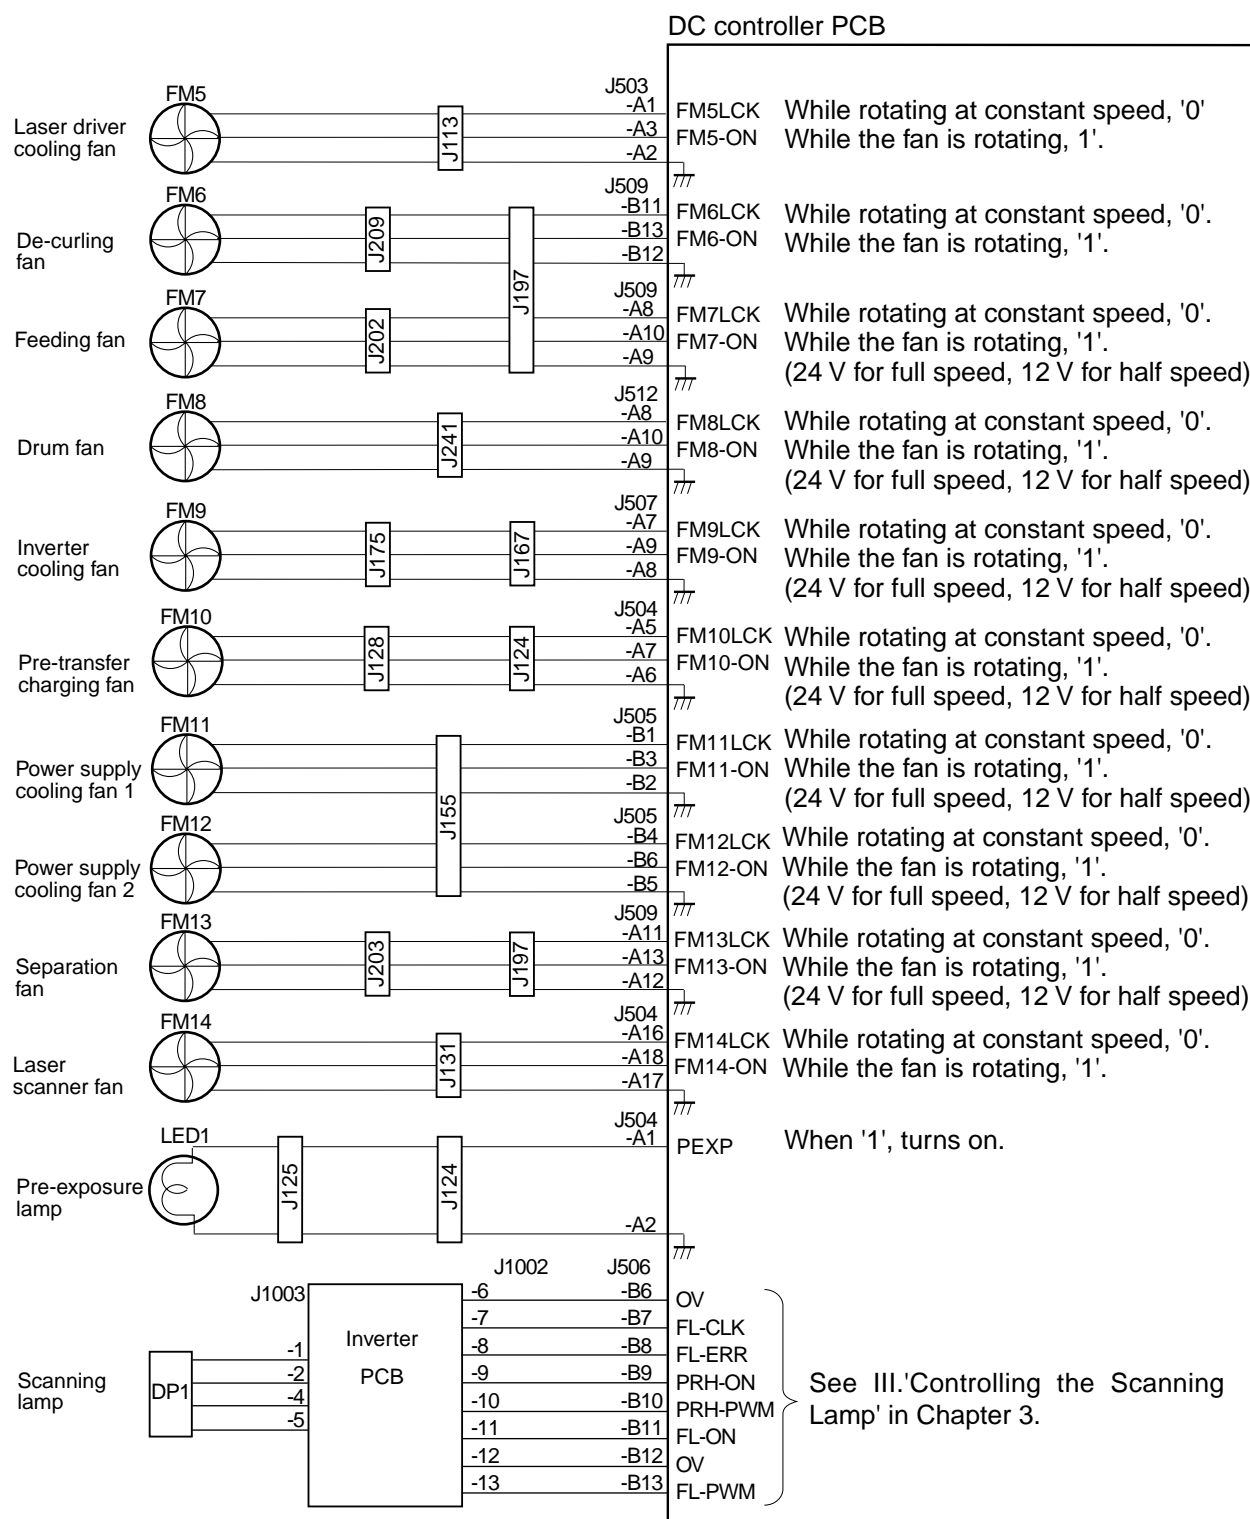 DC controller PCB
FM5
J503
-A1
FM5LCK
While rotating at constant speed, '0'
Laser driver
cooling fan
J113
-A3
FM5-ON
While the fan is rotating, 1'.
-A2
FM6
J509
-B11
FM6LCK
While rotating at constant speed, '0'.
De-curling
fan
J209
-B13
FM6-ON
While the fan is rotating, '1'.
-B12
J197
FM7
J509
-A8
FM7LCK
While rotating at constant speed, '0'.
Feeding fan
J202
-A10
FM7-ON
While the fan is rotating, '1'.
-A9
(24 V for full speed, 12 V for half speed)
FM8
J512
-A8
FM8LCK
While rotating at constant speed, '0'.
Drum fan
J241
-A10
FM8-ON
While the fan is rotating, '1'.
-A9
(24 V for full speed, 12 V for half speed)
FM9
J507
-A7
FM9LCK
While rotating at constant speed, '0'.
Inverter
cooling fan
J175
J167
-A9
FM9-ON
While the fan is rotating, '1'.
-A8
(24 V for full speed, 12 V for half speed)
FM10
J504
-A5
FM10LCK
While rotating at constant speed, '0'.
Pre-transfer
charging fan
J128
J124
-A7
FM10-ON
While the fan is rotating, '1'.
-A6
(24 V for full speed, 12 V for half speed)
FM11
J505
-B1
FM11LCK
While rotating at constant speed, '0'.
Power supply
cooling fan 1
-B3
FM11-ON
While the fan is rotating, '1'.
-B2
(24 V for full speed, 12 V for half speed)
J155
FM12
J505
-B4
FM12LCK
While rotating at constant speed, '0'.
Power supply
cooling fan 2
-B6
FM12-ON
While the fan is rotating, '1'.
-B5
(24 V for full speed, 12 V for half speed)
FM13
J509
-A11
FM13LCK
While rotating at constant speed, '0'.
Separation
fan
J203
J197
-A13
FM13-ON
While the fan is rotating, '1'.
-A12
(24 V for full speed, 12 V for half speed)
FM14
J504
-A16
FM14LCK
While rotating at constant speed, '0'.
Laser
scanner fan
J131
-A18
FM14-ON
While the fan is rotating, '1'.
-A17
LED1
J504
-A1
PEXP
When '1', turns on.
Pre-exposure
lamp
J125
J124
-A2
J1003
J1002
J506
-6
-B6
OV
-7
-B7
FL-CLK
-8
-B8
FL-ERR
-9
-B9
PRH-ON
-10
-B10
PRH-PWM
-11
-B11
FL-ON
-12
-B12
OV
-13
-B13
FL-PWM
Inverter
PCB
-1
-2
-4
-5
Scanning
lamp
DP1
See III.'Controlling the Scanning
Lamp' in Chapter 3.